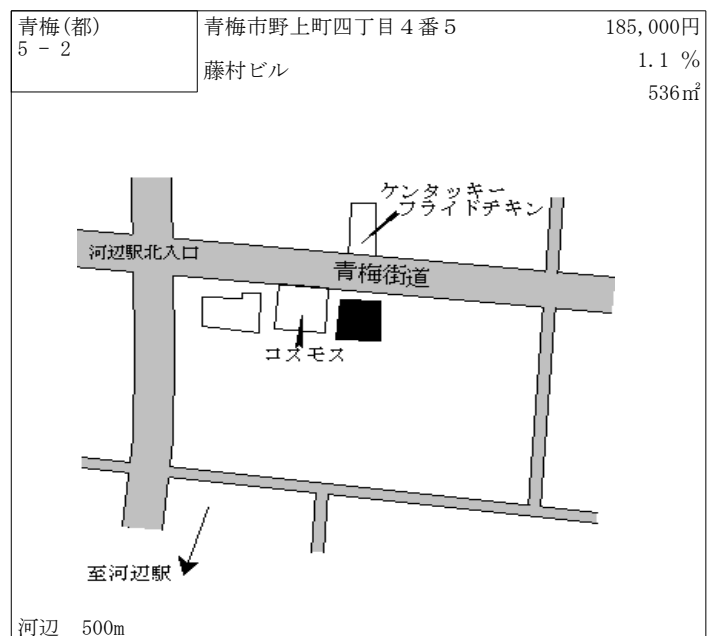 青梅(都)
5 - 2
青梅市野上町四丁目4番5
藤村ビル
185,000円
1.1 %
536㎡
ケンタッキー
フライドチキン
河辺駅北入口
青梅街道
コスモス
至河辺駅
河辺 500m